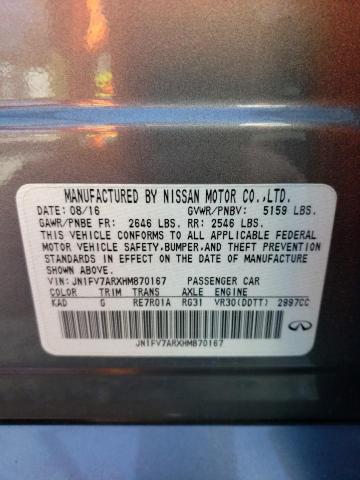 MANUFACTURED BY NISSAN MOTOR CO.,LTD.
DATE: 08/16 GVWR/PNBV: 5159 LBS.
GAWR/PNBE FR: 2646 LBS. RR: 2546 LBS.
THIS VEHICLE CONFORMS TO ALL APPLICABLE
FEDERAL MOTOR VEHICLE SAFETY, BUMPER, AND THEFT PREVENTION
STANDARDS IN EFFECT ON THE DATE OF MANUFACTURE
SHOWN ABOVE.
VIN: JN1FV7ARXHM870167 PASSENGER CAR
COLOR TRIM TRANS AXLE ENGINE
KAD G RE7R01A RG31 VR30(DDTT) 2997CC
JN1FV7ARXHM870167